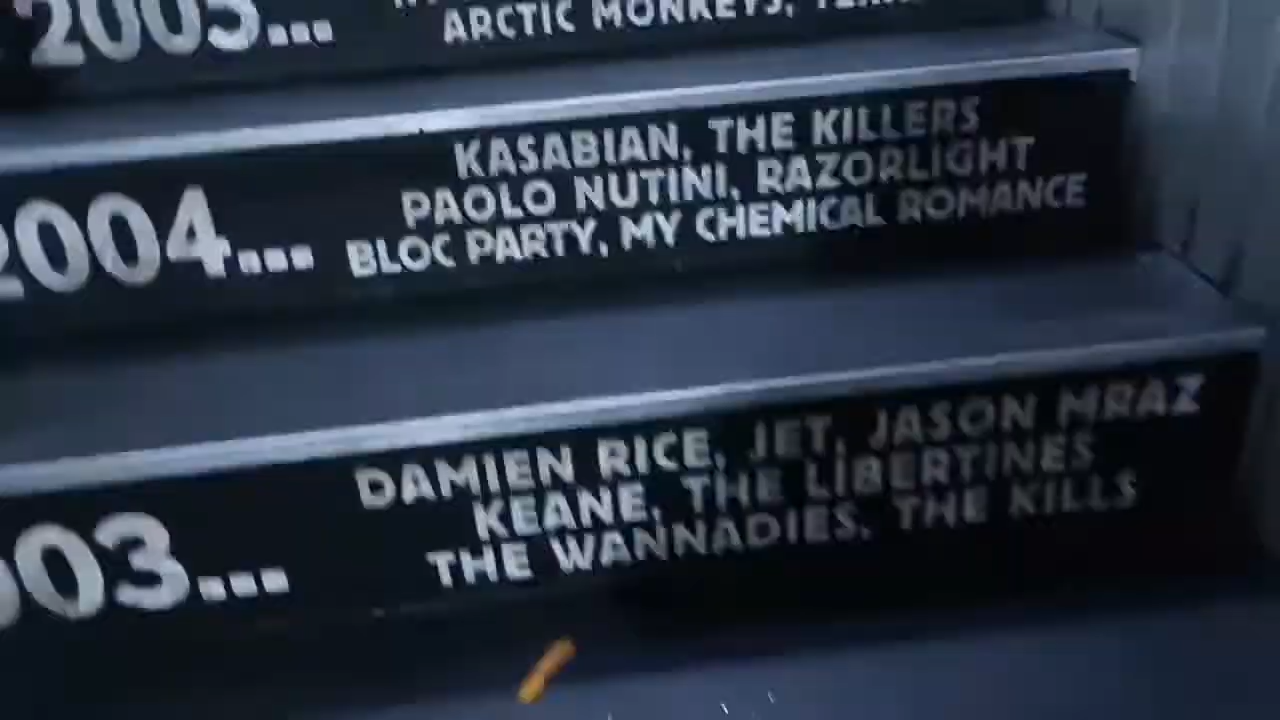 2005...
ARCTIC MONKEYS,
2004...
KASABIAN, THE KILLERS
PAOLO NUTINI, RAZORLIGHT
BLOC PARTY, MY CHEMICAL ROMANCE
03...
DAMIEN RICE, JET, JASON MRAZ
KEANE, THE LIBERTINES
THE WANNADIES, THE KILLS